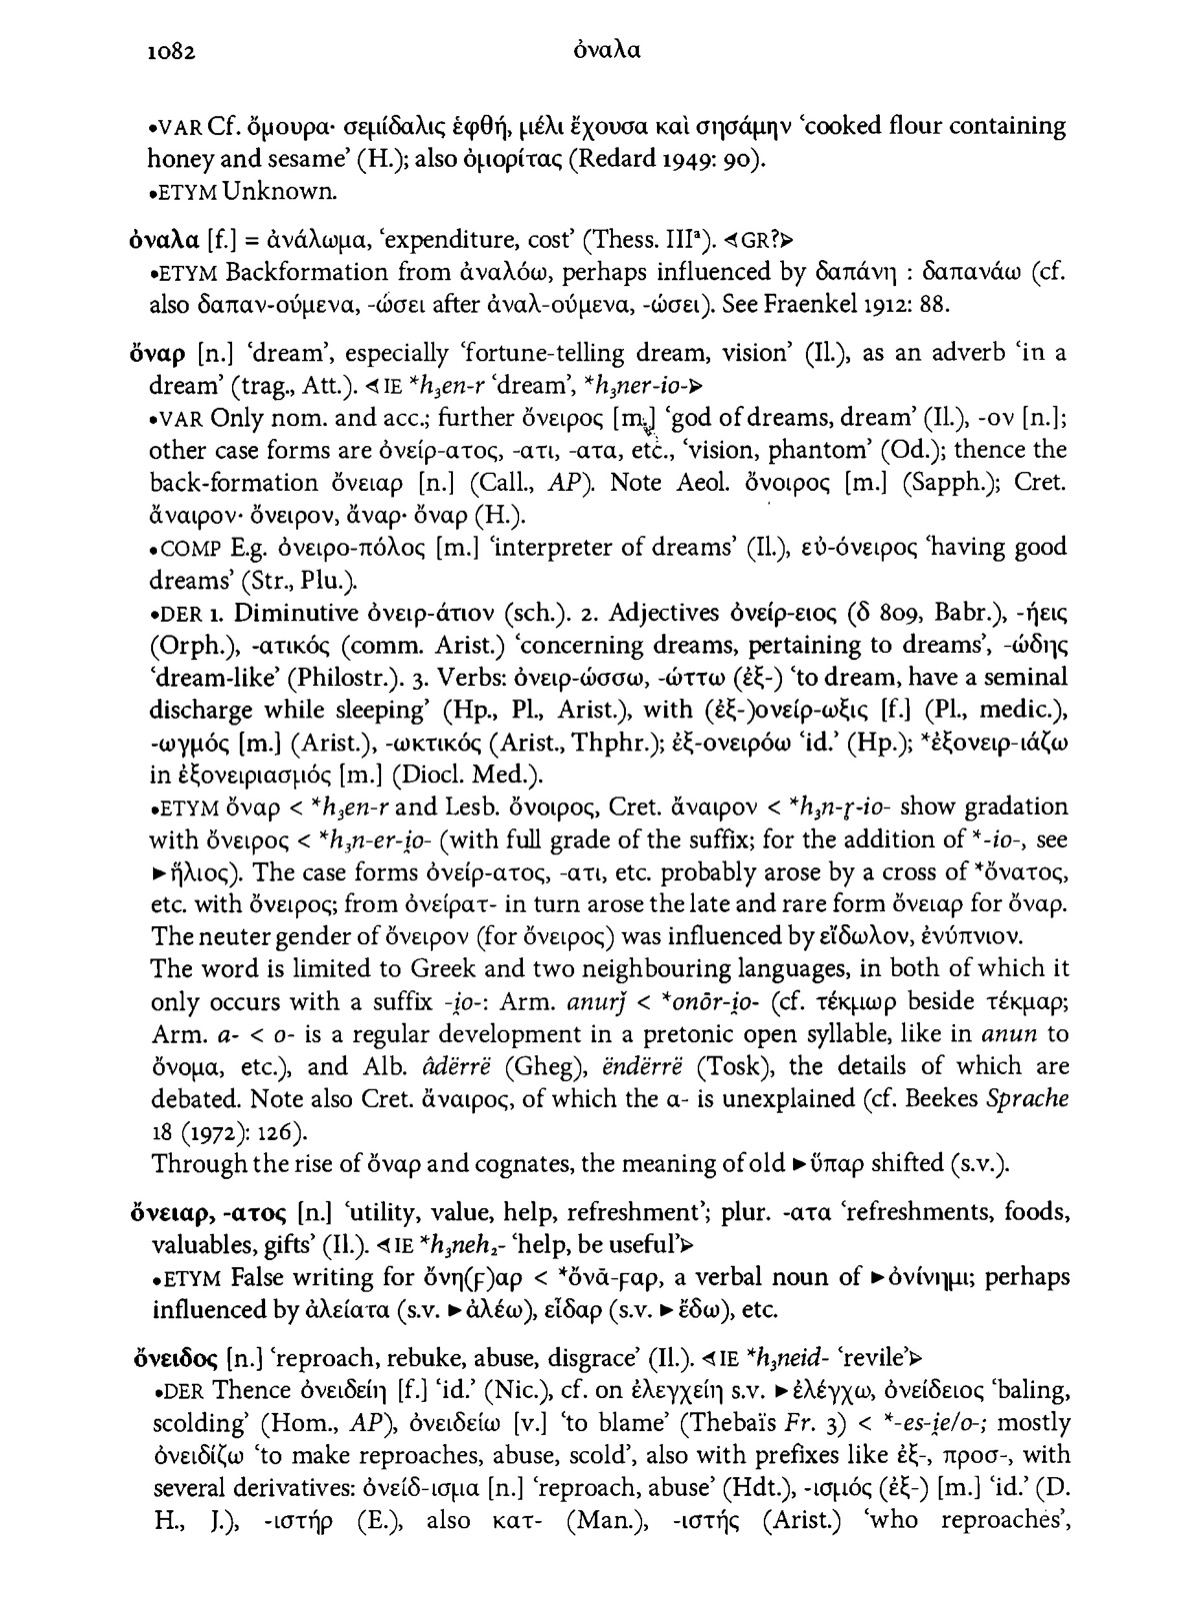 1082 ὀναλα
•VAR Cf. ὄμουρα· σεμίδαλις ἑφθή, μέλι ἔχουσα καὶ σησάμην ‘cooked flour containing
honey and sesame’ (H.); also ὀμορίτας (Redard 1949: 90).
•ETYM Unknown.
ὀναλα [f.] = ἀνάλωμα, ‘expenditure, cost’ (Thess. IIIᵃ). ⊲GR?⊳
•ETYM Backformation from ἀναλόω, perhaps influenced by δαπάνη : δαπανάω (cf.
also δαπαν-ούμενα, -ώσει after ἀναλ-ούμενα, -ώσει). See Fraenkel 1912: 88.
ὄναρ [n.] ‘dream’, especially ‘fortune-telling dream, vision’ (Il.), as an adverb ‘in a
dream’ (trag., Att.). ⊲IE *h₃en-r ‘dream’, *h₃ner-io-⊳
•VAR Only nom. and acc.; further ὄνειρος [m.] ‘god of dreams, dream’ (Il.), -ον [n.];
other case forms are ὀνείρ-ατος, -ατι, -ατα, etc., ‘vision, phantom’ (Od.); thence the
back-formation ὄνειαρ [n.] (Call., AP). Note Aeol. ὄνοιρος [m.] (Sapph.); Cret.
ἄναιρον· ὄνειρον, ἄναρ· ὄναρ (H.).
•COMP E.g. ὀνειρο-πόλος [m.] ‘interpreter of dreams’ (Il.), εὐ-όνειρος ‘having good
dreams’ (Str., Plu.).
•DER 1. Diminutive ὀνειρ-άτιον (sch.). 2. Adjectives ὀνείρ-ειος (δ 809, Babr.), -ήεις
(Orph.), -ατικός (comm. Arist.) ‘concerning dreams, pertaining to dreams’, -ώδης
‘dream-like’ (Philostr.). 3. Verbs: ὀνειρ-ώσσω, -ώττω (ἐξ-) ‘to dream, have a seminal
discharge while sleeping’ (Hp., Pl., Arist.), with (ἐξ-)ονείρ-ωξις [f.] (Pl., medic.),
-ωγμός [m.] (Arist.), -ωκτικός (Arist., Thphr.); ἐξ-ονειρόω ‘id.’ (Hp.); *ἐξονειρ-ιάζω
in ἐξονειριασμός [m.] (Diocl. Med.).
•ETYM ὄναρ < *h₃en-r and Lesb. ὄνοιρος, Cret. ἄναιρον < *h₃n-r̥-io- show gradation
with ὄνειρος < *h₃n-er-i̯o- (with full grade of the suffix; for the addition of *-io-, see
►ἥλιος). The case forms ὀνείρ-ατος, -ατι, etc. probably arose by a cross of *ὄνατος,
etc. with ὄνειρος; from ὀνείρατ- in turn arose the late and rare form ὄνειαρ for ὄναρ.
The neuter gender of ὄνειρον (for ὄνειρος) was influenced by εἴδωλον, ἐνύπνιον.
The word is limited to Greek and two neighbouring languages, in both of which it
only occurs with a suffix -i̯o-: Arm. anurǰ < *onōr-i̯o- (cf. τέκμωρ beside τέκμαρ;
Arm. a- < o- is a regular development in a pretonic open syllable, like in anun to
ὄνομα, etc.), and Alb. âdërrë (Gheg), ëndërrë (Tosk), the details of which are
debated. Note also Cret. ἄναιρος, of which the α- is unexplained (cf. Beekes Sprache
18 (1972): 126).
Through the rise of ὄναρ and cognates, the meaning of old ►ὕπαρ shifted (s.v.).
ὄνειαρ, -ατος [n.] ‘utility, value, help, refreshment’; plur. -ατα ‘refreshments, foods,
valuables, gifts’ (Il.). ⊲IE *h₃neh₂- ‘help, be useful’⊳
•ETYM False writing for ὄνη(ϝ)αρ < *ὄνᾱ-ϝαρ, a verbal noun of ►ὀνίνημι; perhaps
influenced by ἀλείατα (s.v. ►ἀλέω), εἶδαρ (s.v. ►ἔδω), etc.
ὄνειδος [n.] ‘reproach, rebuke, abuse, disgrace’ (Il.). ⊲IE *h₃neid- ‘revile’⊳
•DER Thence ὀνειδείη [f.] ‘id.’ (Nic.), cf. on ἐλεγχείη s.v. ►ἐλέγχω, ὀνείδειος ‘baling,
scolding’ (Hom., AP), ὀνειδείω [v.] ‘to blame’ (Thebaïs Fr. 3) < *-es-i̯e/o-; mostly
ὀνειδίζω ‘to make reproaches, abuse, scold’, also with prefixes like ἐξ-, προσ-, with
several derivatives: ὀνείδ-ισμα [n.] ‘reproach, abuse’ (Hdt.), -ισμός (ἐξ-) [m.] ‘id.’ (D.
H., J.), -ιστήρ (E.), also κατ- (Man.), -ιστής (Arist.) ‘who reproaches’,